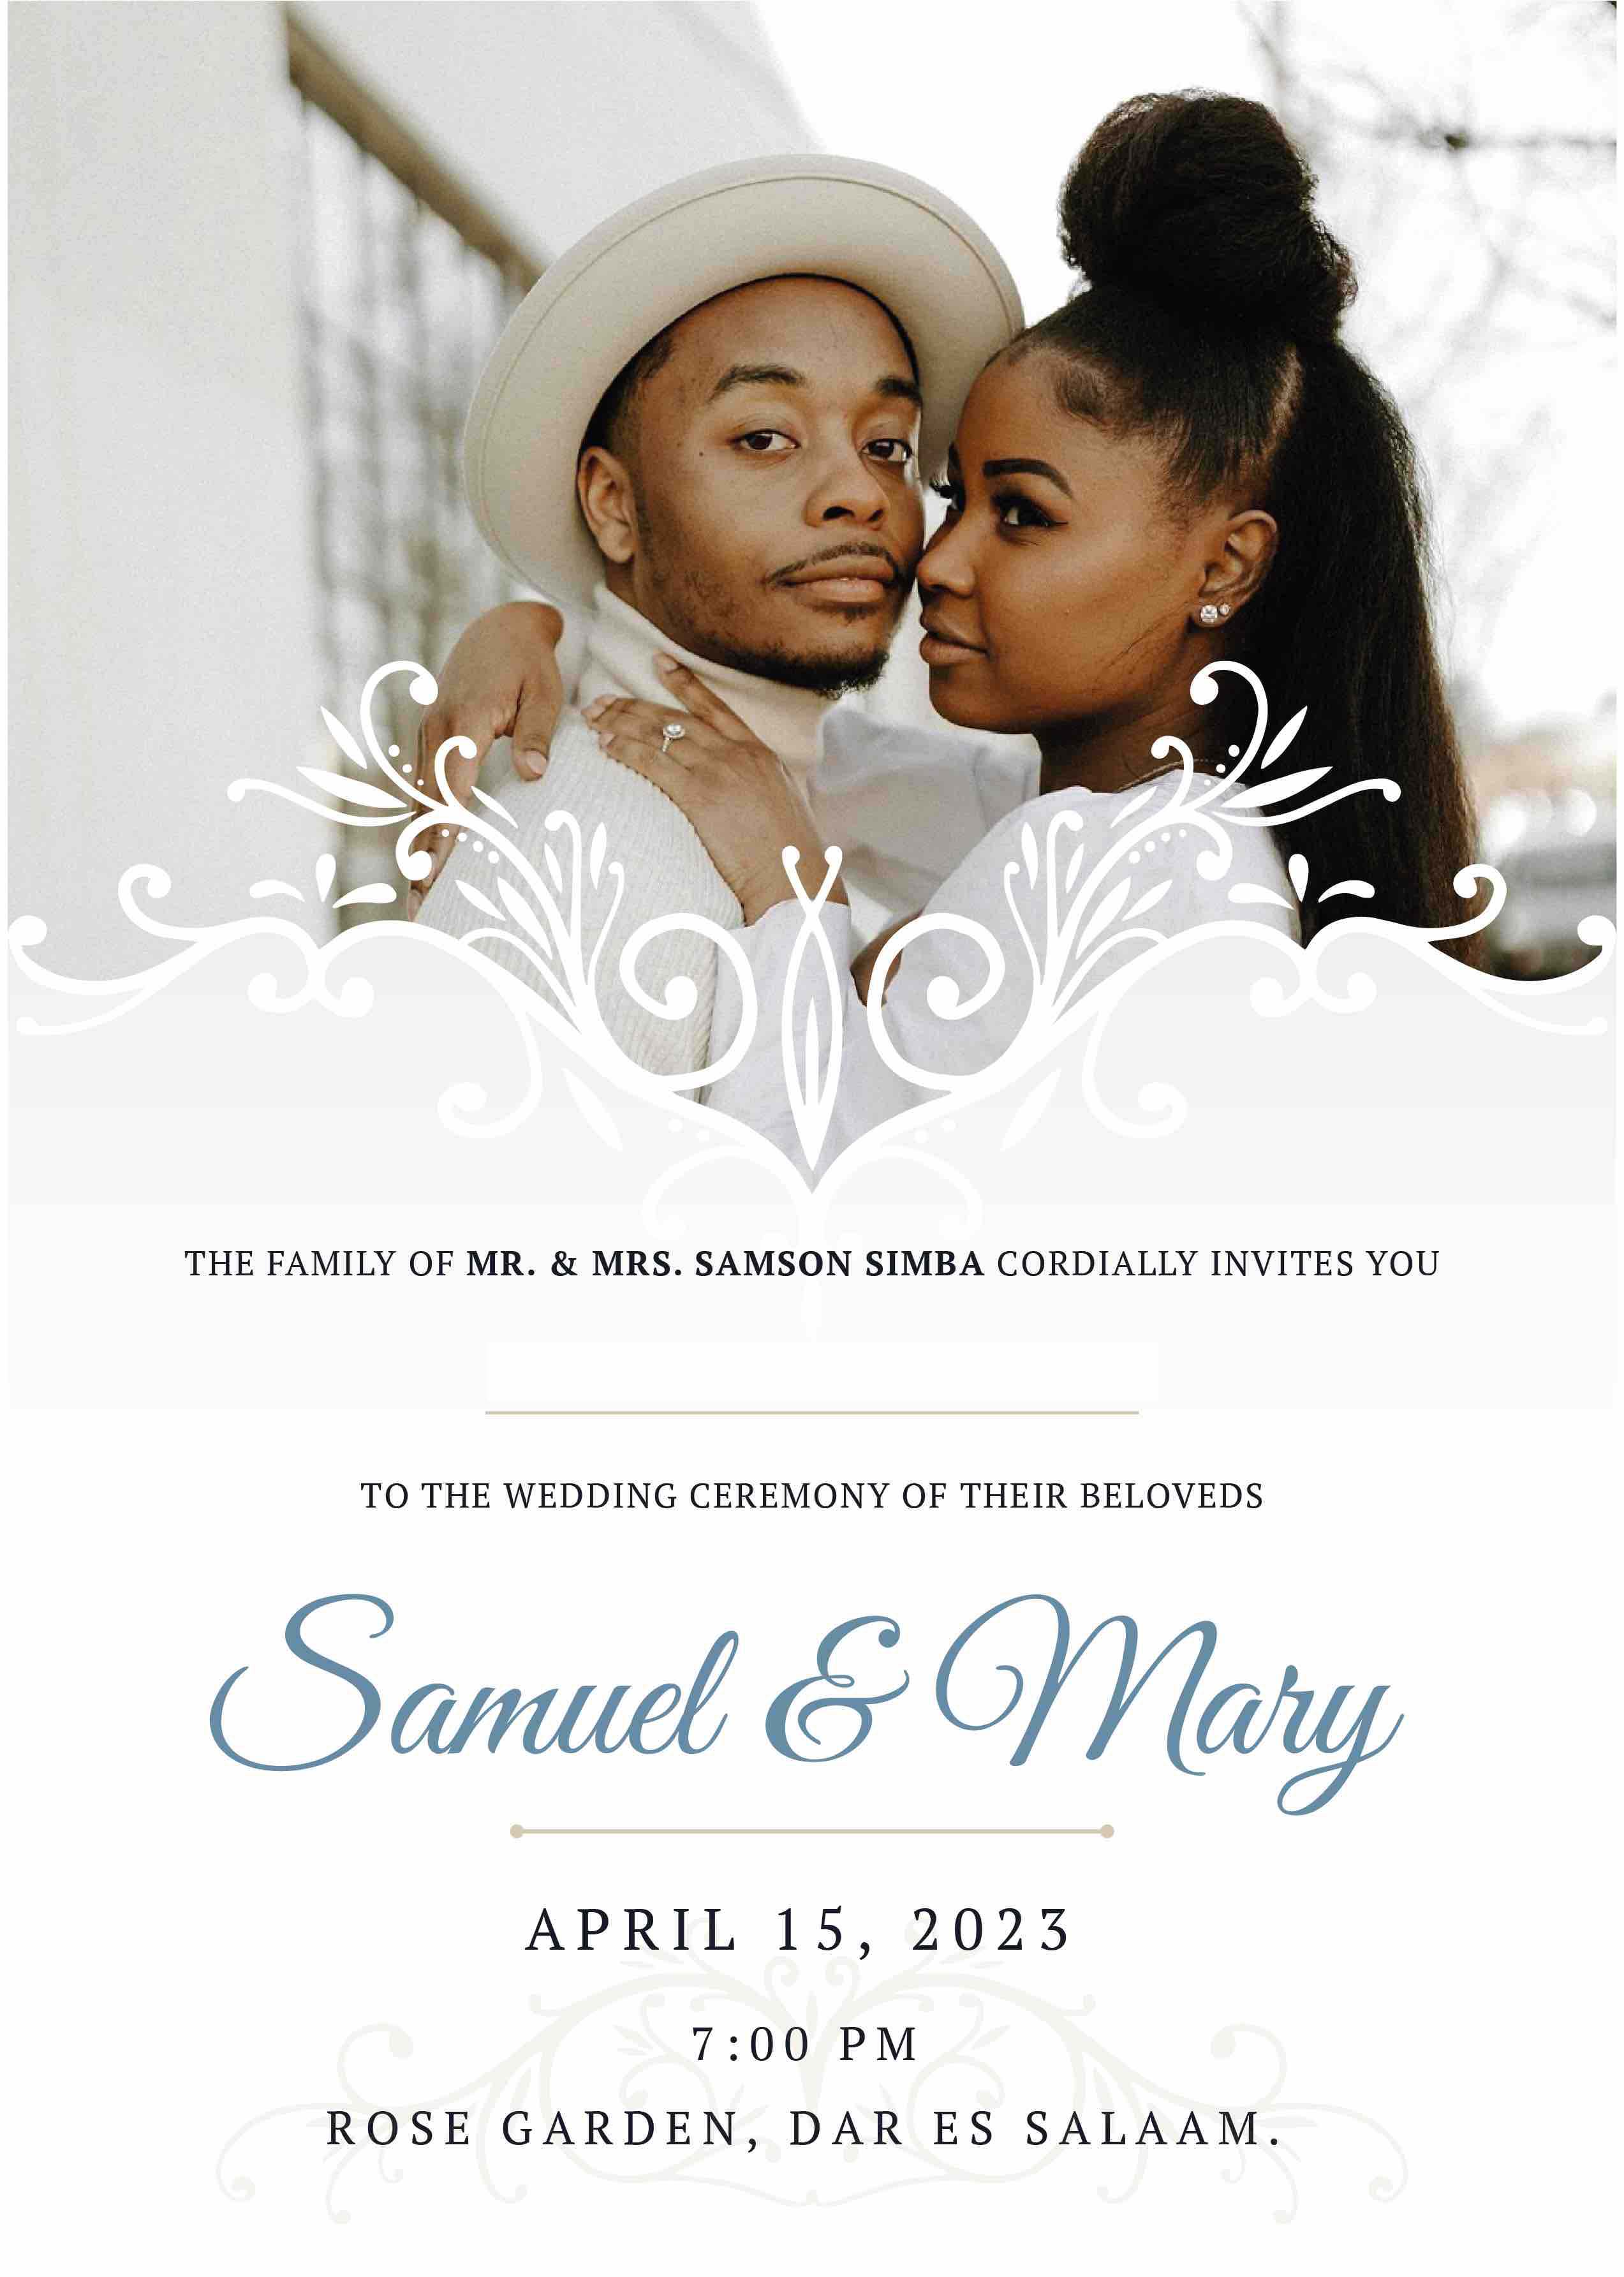 THE FAMILY OF MR. & MRS. SAMSON SIMBA CORDIALLY INVITES YOU
TO THE WEDDING CEREMONY OF THEIR BELOVEDS
Samuel & Mary
APRIL 15, 2023
7:00 PM
ROSE GARDEN, DAR ES SALAAM.